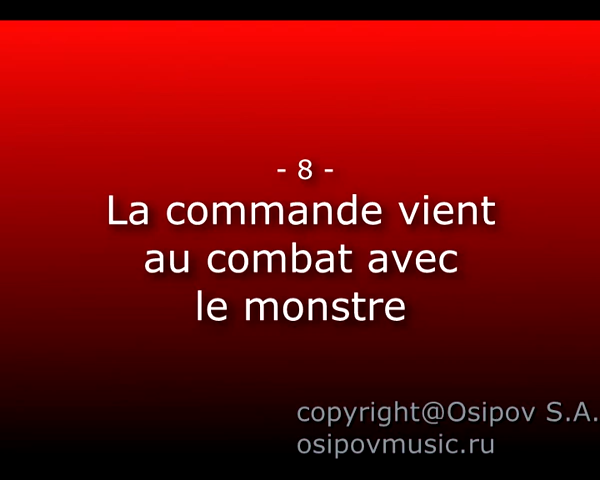 - 8 -
La commande vient
au combat avec
le monstre
copyright@Osipov S.A.
osipovmusic.ru